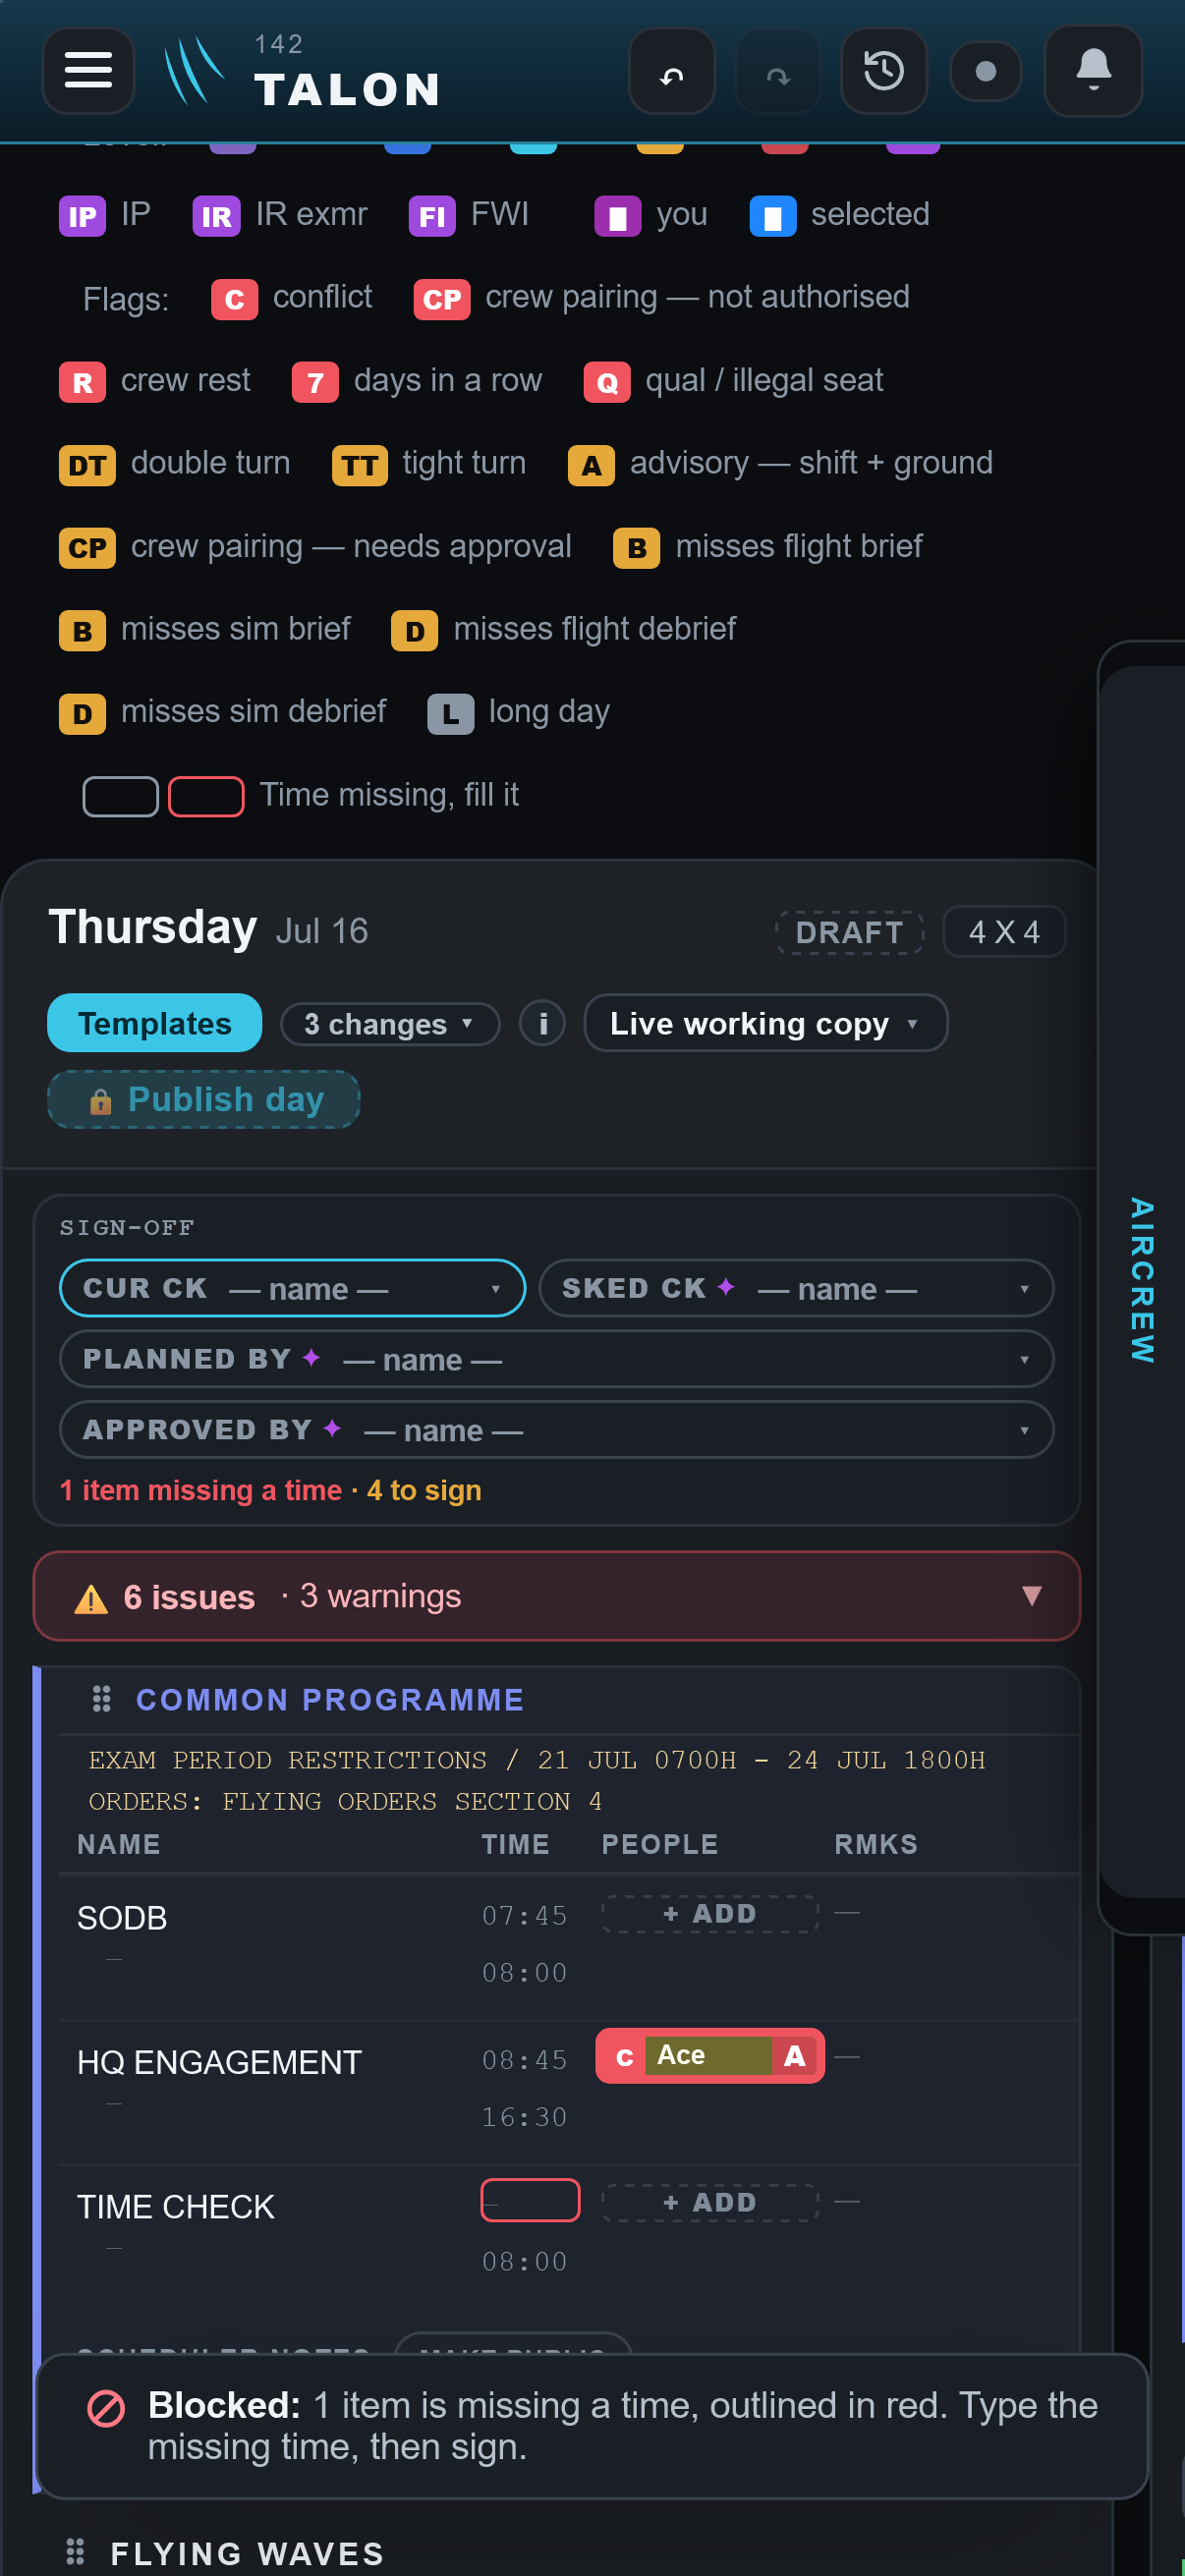 142
TALON
IP IP IR IR exmr FI FWI you selected
Flags: C conflict CP crew pairing — not authorised
R crew rest 7 days in a row Q qual / illegal seat
DT double turn TT tight turn A advisory — shift + ground
CP crew pairing — needs approval B misses flight brief
B misses sim brief D misses flight debrief
D misses sim debrief L long day
Time missing, fill it
Thursday Jul 16 DRAFT 4 X 4
Templates 3 changes ▾ i Live working copy ▾
Publish day
AIRCREW
SIGN-OFF
CUR CK — name — ▾ SKED CK ✦ — name — ▾
PLANNED BY ✦ — name — ▾
APPROVED BY ✦ — name — ▾
1 item missing a time · 4 to sign
6 issues · 3 warnings ▼
COMMON PROGRAMME
EXAM PERIOD RESTRICTIONS / 21 JUL 0700H - 24 JUL 1800H
ORDERS: FLYING ORDERS SECTION 4
NAME TIME PEOPLE RMKS
SODB 07:45 + ADD —
— 08:00
HQ ENGAGEMENT 08:45 C Ace A —
— 16:30
TIME CHECK — + ADD —
— 08:00
SCHEDULER NOTES MAKE PUBLIC
Blocked: 1 item is missing a time, outlined in red. Type the
missing time, then sign.
FLYING WAVES